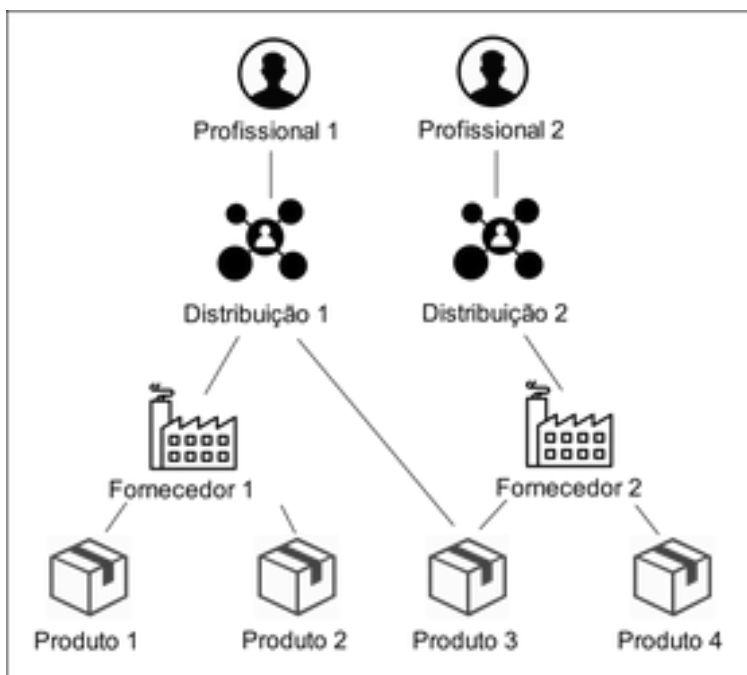 Profissional 1
Profissional 2
Distribuição 1
Distribuição 2
Fornecedor 1
Fornecedor 2
Produto 1
Produto 2
Produto 3
Produto 4